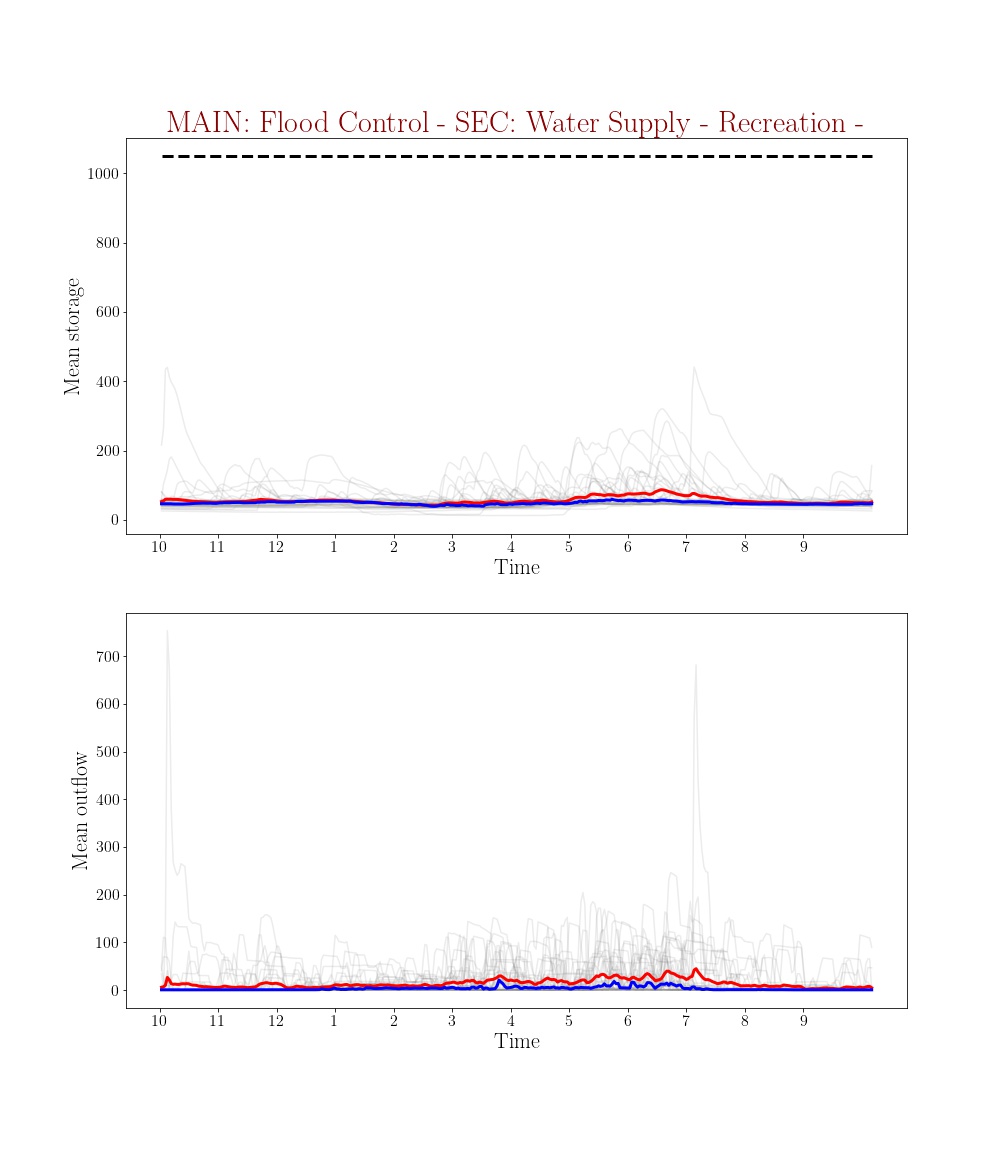 MAIN: Flood Control - SEC: Water Supply - Recreation -
1000
800
600
400
200
0
Mean storage
10 11 12 1 2 3 4 5 6 7 8 9
Time
700
600
500
400
300
200
100
0
Mean outflow
10 11 12 1 2 3 4 5 6 7 8 9
Time